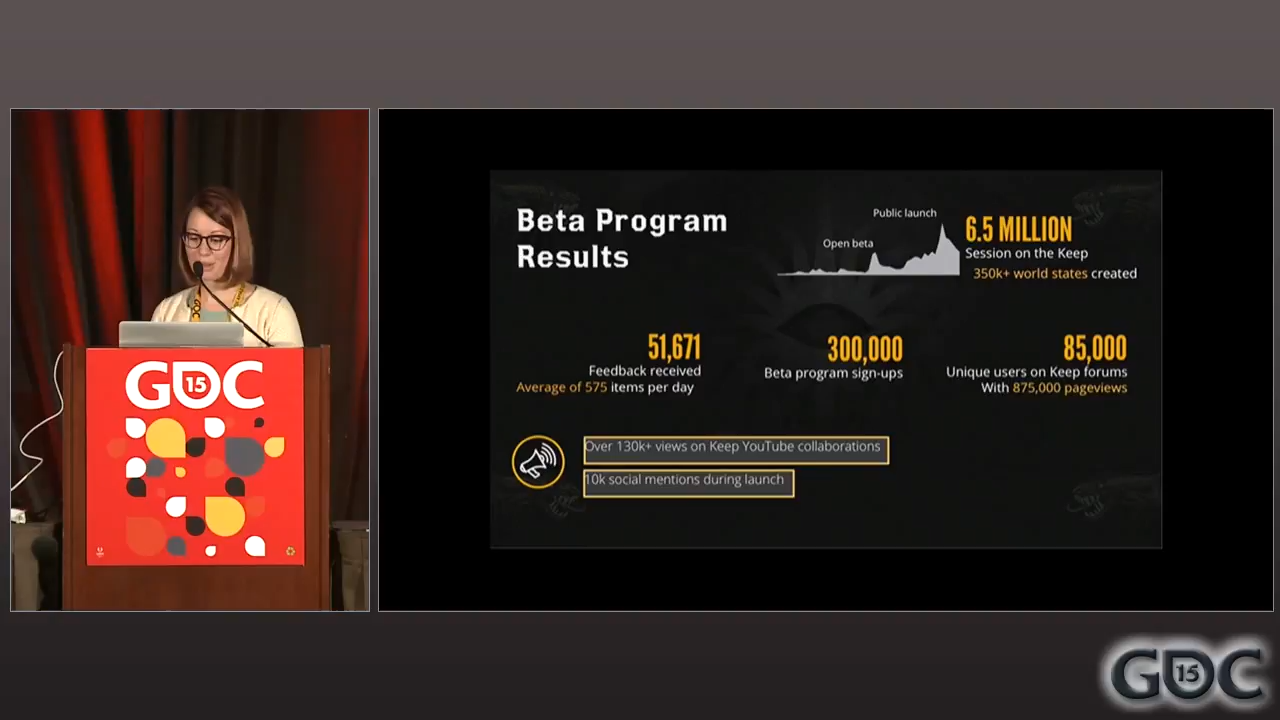 GDC
15
Beta Program
Results
Public launch
Open beta
6.5 MILLION
Session on the Keep
350k+ world states created
51,671
Feedback received
Average of 575 items per day
300,000
Beta program sign-ups
85,000
Unique users on Keep forums
With 875,000 pageviews
Over 130k+ views on Keep YouTube collaborations
10k social mentions during launch
GDC
15